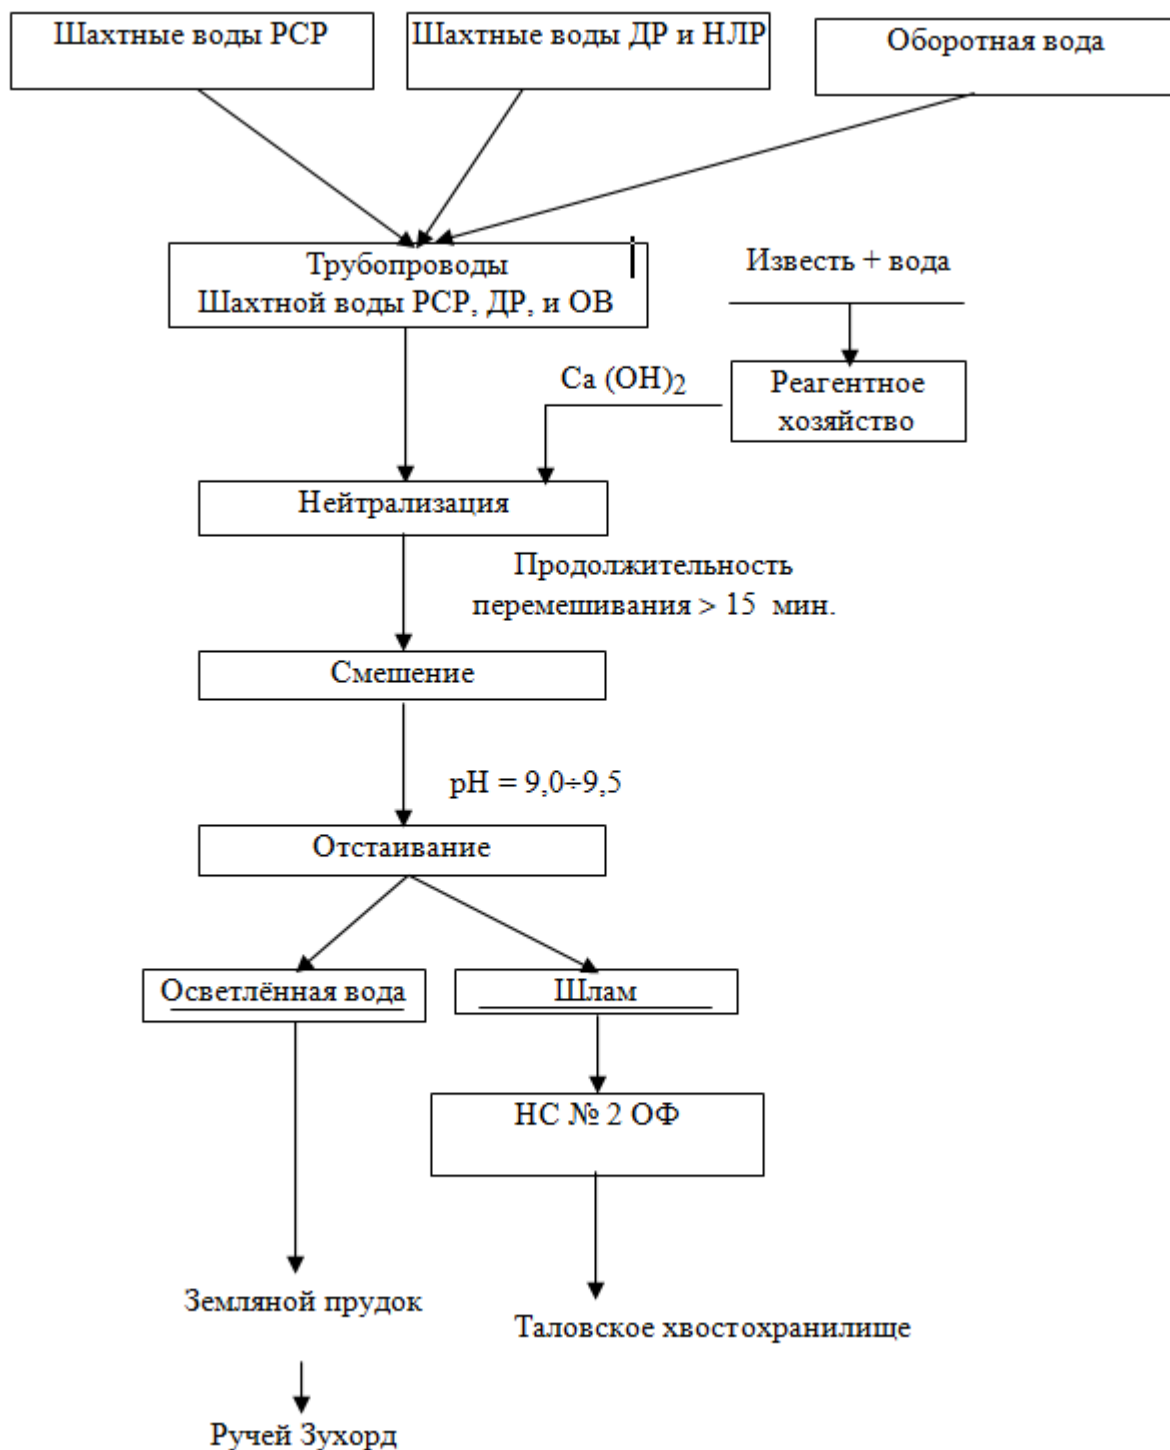 Шахтные воды РСР
Шахтные воды ДР и НЛР
Оборотная вода
Трубопроводы
Шахтной воды РСР, ДР, и ОВ
Известь + вода
Ca (OH)2
Реагентное
хозяйство
Нейтрализация
Продолжительность
перемешивания > 15 мин.
Смешение
pH = 9,0÷9,5
Отстаивание
Осветлённая вода
Шлам
НС № 2 ОФ
Земляной прудок
Таловское хвостохранилище
Ручей Зухорд